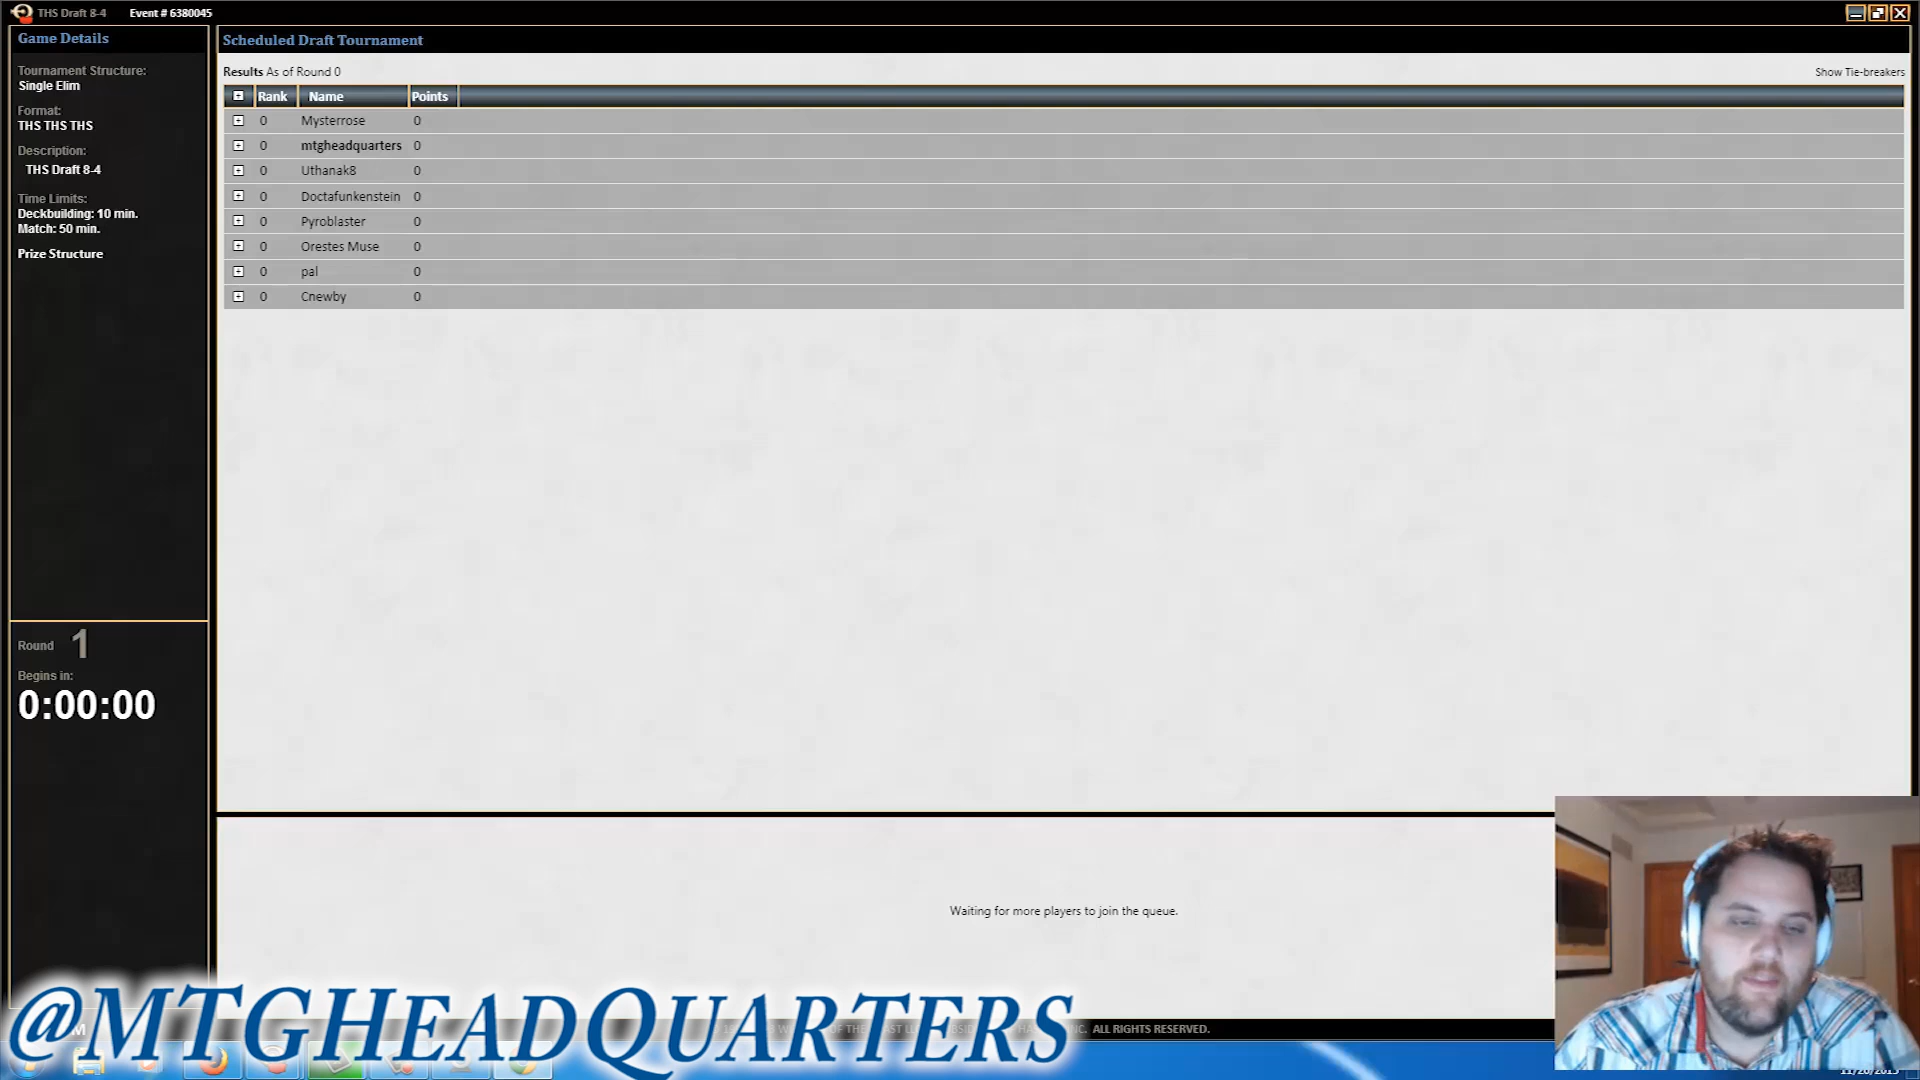 THS Draft 8-4 Event # 6380045
Game Details
Tournament Structure:
Single Elim
Format:
THS THS THS
Description:
THS Draft 8-4
Time Limits:
Deckbuilding: 10 min.
Match: 50 min.
Prize Structure
Round 1
Begins in:
0:00:00
Scheduled Draft Tournament
Results As of Round 0 Show Tie-breakers
Rank Name Points
0 Mysterrose 0
0 mtgheadquarters 0
0 Uthanak8 0
0 Doctafunkenstein 0
0 Pyroblaster 0
0 Orestes Muse 0
0 pal 0
0 Cnewby 0
Waiting for more players to join the queue.
@MTGHEADQUARTERS
ALL RIGHTS RESERVED.